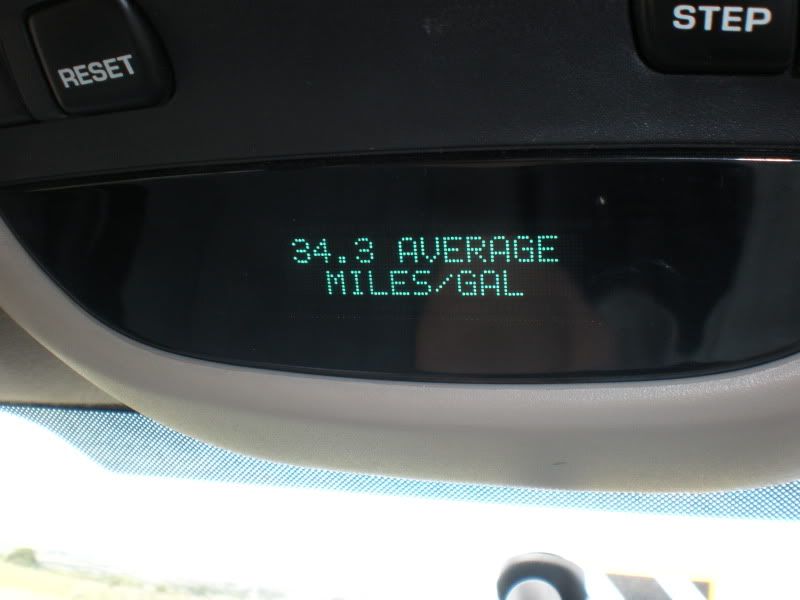 RESET
STEP
34.3 AVERAGE
MILES/GAL